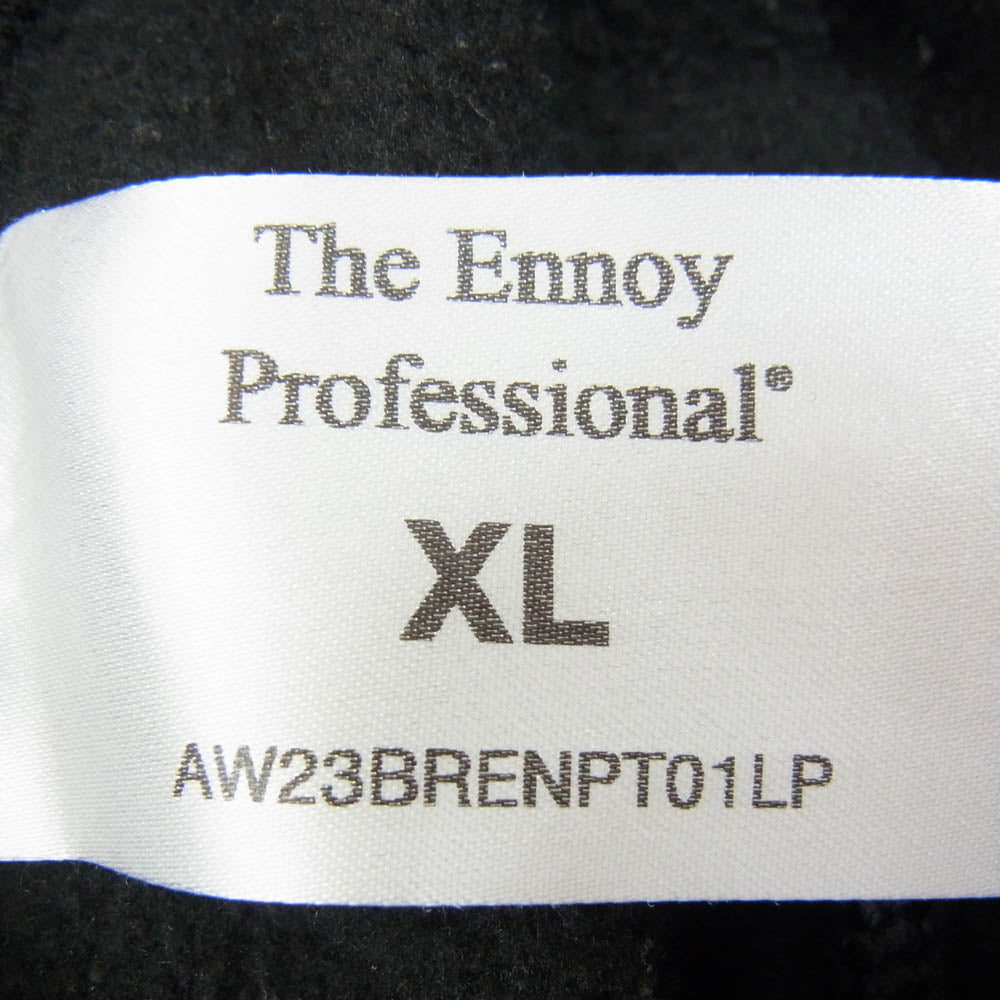 The Ennoy
Professional®
XL
AW23BRENPT01LP